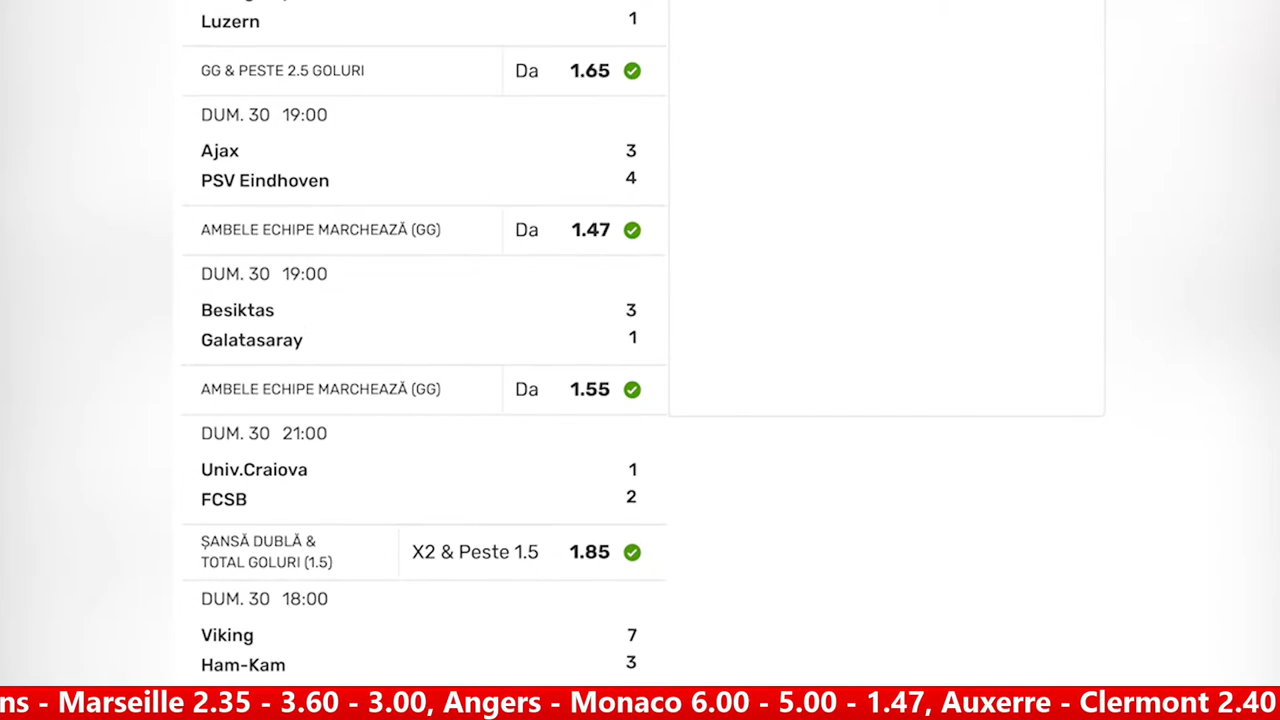 Luzern 1
GG & PESTE 2.5 GOLURI Da 1.65
DUM. 30 19:00
Ajax 3
PSV Eindhoven 4
AMBELE ECHIPE MARCHEAZĂ (GG) Da 1.47
DUM. 30 19:00
Besiktas 3
Galatasaray 1
AMBELE ECHIPE MARCHEAZĂ (GG) Da 1.55
DUM. 30 21:00
Univ.Craiova 1
FCSB 2
ȘANSĂ DUBLĂ &
TOTAL GOLURI (1.5) X2 & Peste 1.5 1.85
DUM. 30 18:00
Viking 7
Ham-Kam 3
ns - Marseille 2.35 - 3.60 - 3.00, Angers - Monaco 6.00 - 5.00 - 1.47, Auxerre - Clermont 2.40